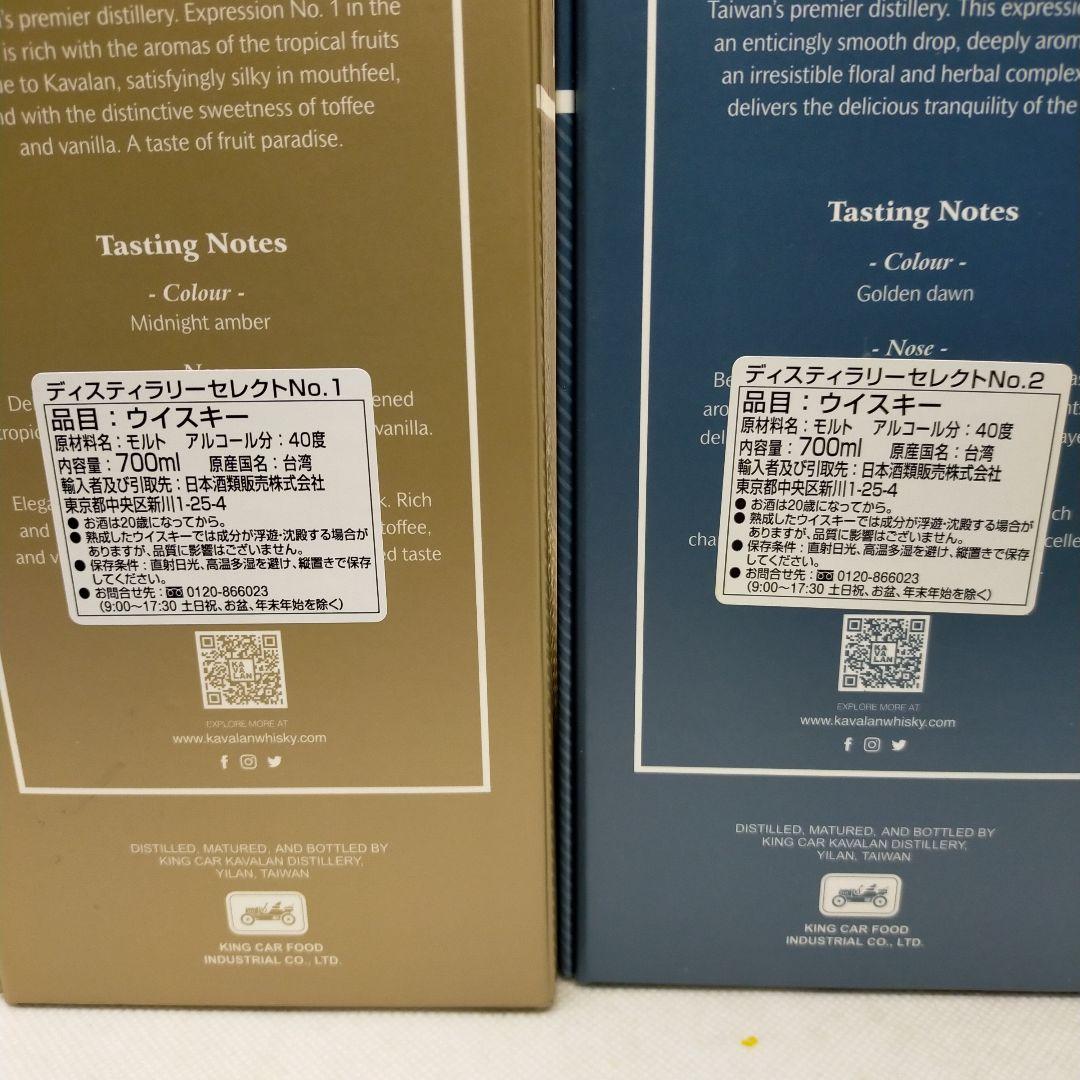 's premier distillery. Expression No. 1 in the
is rich with the aromas of the tropical fruits
to Kavalan, satisfyingly silky in mouthfeel,
with the distinctive sweetness of toffee
and vanilla. A taste of fruit paradise.
Tasting Notes
- Colour -
Midnight amber
ディスティラリーセレクトNo.1
品目：ウイスキー
原材料名：モルト アルコール分：40度
内容量：700ml 原産国名：台湾
輸入者及び引取先：日本酒類販売株式会社
東京都中央区新川1-25-4
● お酒は20歳になってから。
● 熟成したウイスキーでは成分が浮遊・沈殿する場合が
ありますが、品質に影響はございません。
● 保存条件：直射日光、高温多湿を避け、縦置きで保存
してください。
● お問合せ先： 0120-866023
（9:00〜17:30 土日祝、お盆、年末年始を除く）
vanilla.
Rich
and
toffee,
taste
KAVALAN
EXPLORE MORE AT
www.kavalanwhisky.com
DISTILLED, MATURED, AND BOTTLED BY
KING CAR KAVALAN DISTILLERY,
YILAN, TAIWAN
KING CAR FOOD
INDUSTRIAL CO., LTD.
Taiwan's premier distillery. This
an enticingly smooth drop, deeply
an irresistible floral and herbal
delivers the delicious tranquility of the
Tasting Notes
- Colour -
Golden dawn
- Nose -
ディスティラリーセレクトNo.2
品目：ウイスキー
原材料名：モルト アルコール分：40度
内容量：700ml 原産国名：台湾
輸入者及び引取先：日本酒類販売株式会社
東京都中央区新川1-25-4
● お酒は20歳になってから。
● 熟成したウイスキーでは成分が浮遊・沈殿する場合が
ありますが、品質に影響はございません。
● 保存条件：直射日光、高温多湿を避け、縦置きで保存
してください。
● お問合せ先： 0120-866023
（9:00〜17:30 土日祝、お盆、年末年始を除く）
KAVALAN
EXPLORE MORE AT
www.kavalanwhisky.com
DISTILLED, MATURED, AND BOTTLED BY
KING CAR KAVALAN DISTILLERY,
YILAN, TAIWAN
KING CAR FOOD
INDUSTRIAL CO., LTD.